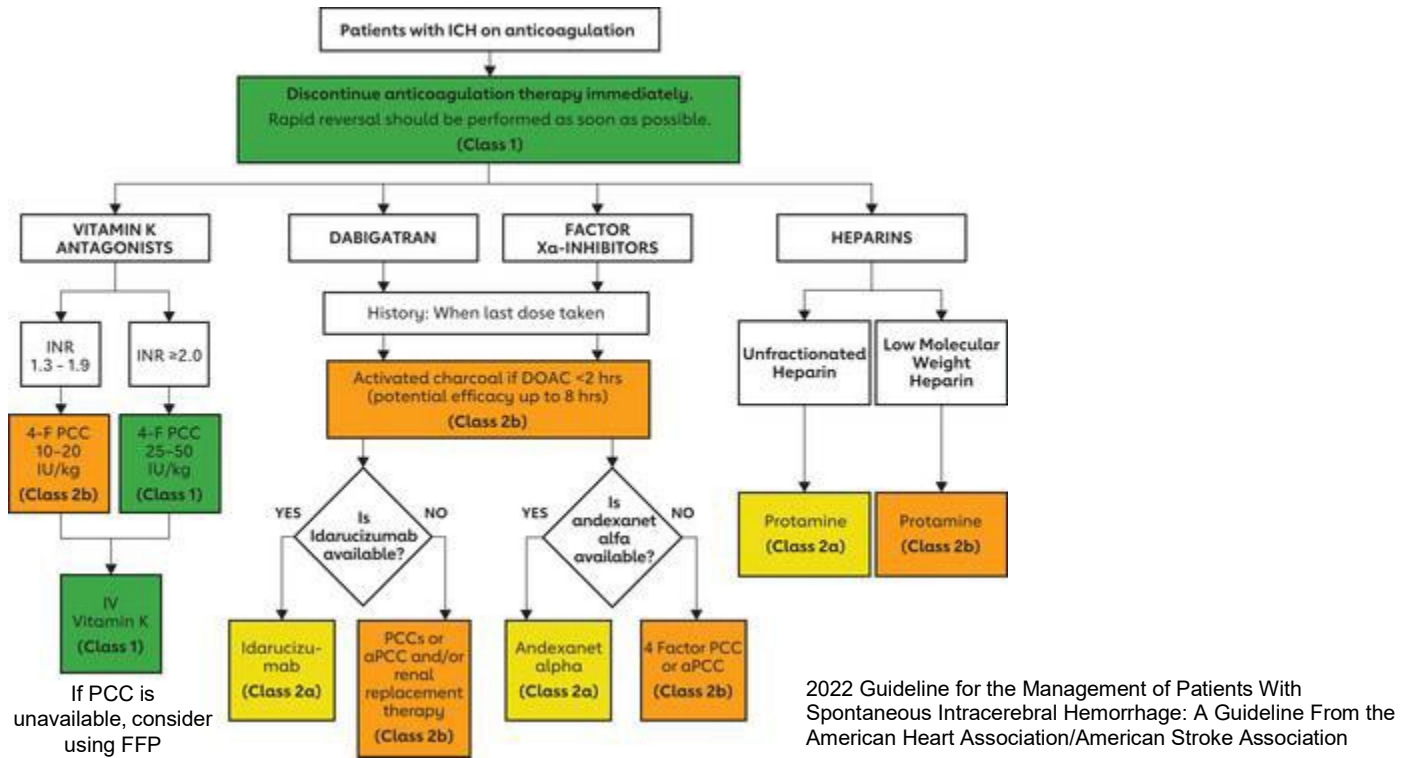 Patients with ICH on anticoagulation
Discontinue anticoagulation therapy immediately.
Rapid reversal should be performed as soon as possible.
(Class 1)
VITAMIN K
ANTAGONISTS
DABIGATRAN
FACTOR
Xa-INHIBITORS
HEPARINS
INR
1.3 - 1.9
INR ≥2.0
History: When last dose taken
Unfractionated
Heparin
Low Molecular
Weight
Heparin
Activated charcoal if DOAC <2 hrs
(potential efficacy up to 8 hrs)
(Class 2b)
4-F PCC
10-20
IU/kg
(Class 2b)
4-F PCC
25-50
IU/kg
(Class 1)
YES
Is
Idarucizumab
available?
NO
YES
Is
andexanet
alfa
available?
NO
Protamine
(Class 2a)
Protamine
(Class 2b)
IV
Vitamin K
(Class 1)
Idarucizu-
mab
(Class 2a)
PCCs or
aPCC and/or
renal
replacement
therapy
(Class 2b)
Andexanet
alpha
(Class 2a)
4 Factor PCC
or aPCC
(Class 2b)
If PCC is
unavailable, consider
using FFP
2022 Guideline for the Management of Patients With
Spontaneous Intracerebral Hemorrhage: A Guideline From the
American Heart Association/American Stroke Association